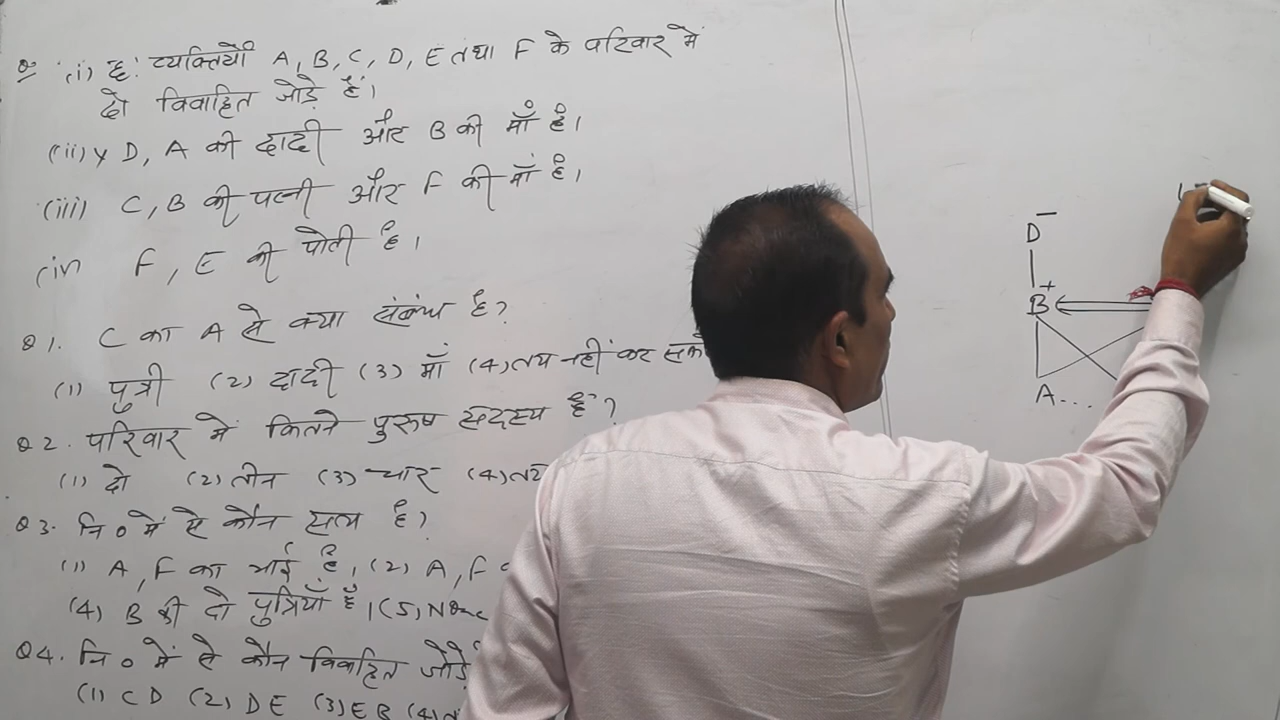 Q (i) छः व्यक्तियों A, B, C, D, E तथा F के परिवार में
दो विवाहित जोड़े हैं।
(ii) D, A की दादी और B की माँ है।
(iii) C, B की पत्नी और F की माँ है।
(iv F, E की पोती है।
Q1. C का A से क्या संबंध है?
(1) पुत्री (2) दादी (3) माँ (4) तय नहीं कर
Q2. परिवार में कितने पुरुष सदस्य हैं?
(1) दो (2) तीन (3) चार (4)
Q3. नि० में से कौन सत्य है?
(1) A, F का भाई है। (2) A, F
(4) B की दो पुत्रियाँ हैं। (5) None
Q4. नि० में से कौन विवाहित जोड़े
(1) CD (2) DE (3) EB (4)
D −
B +
A...